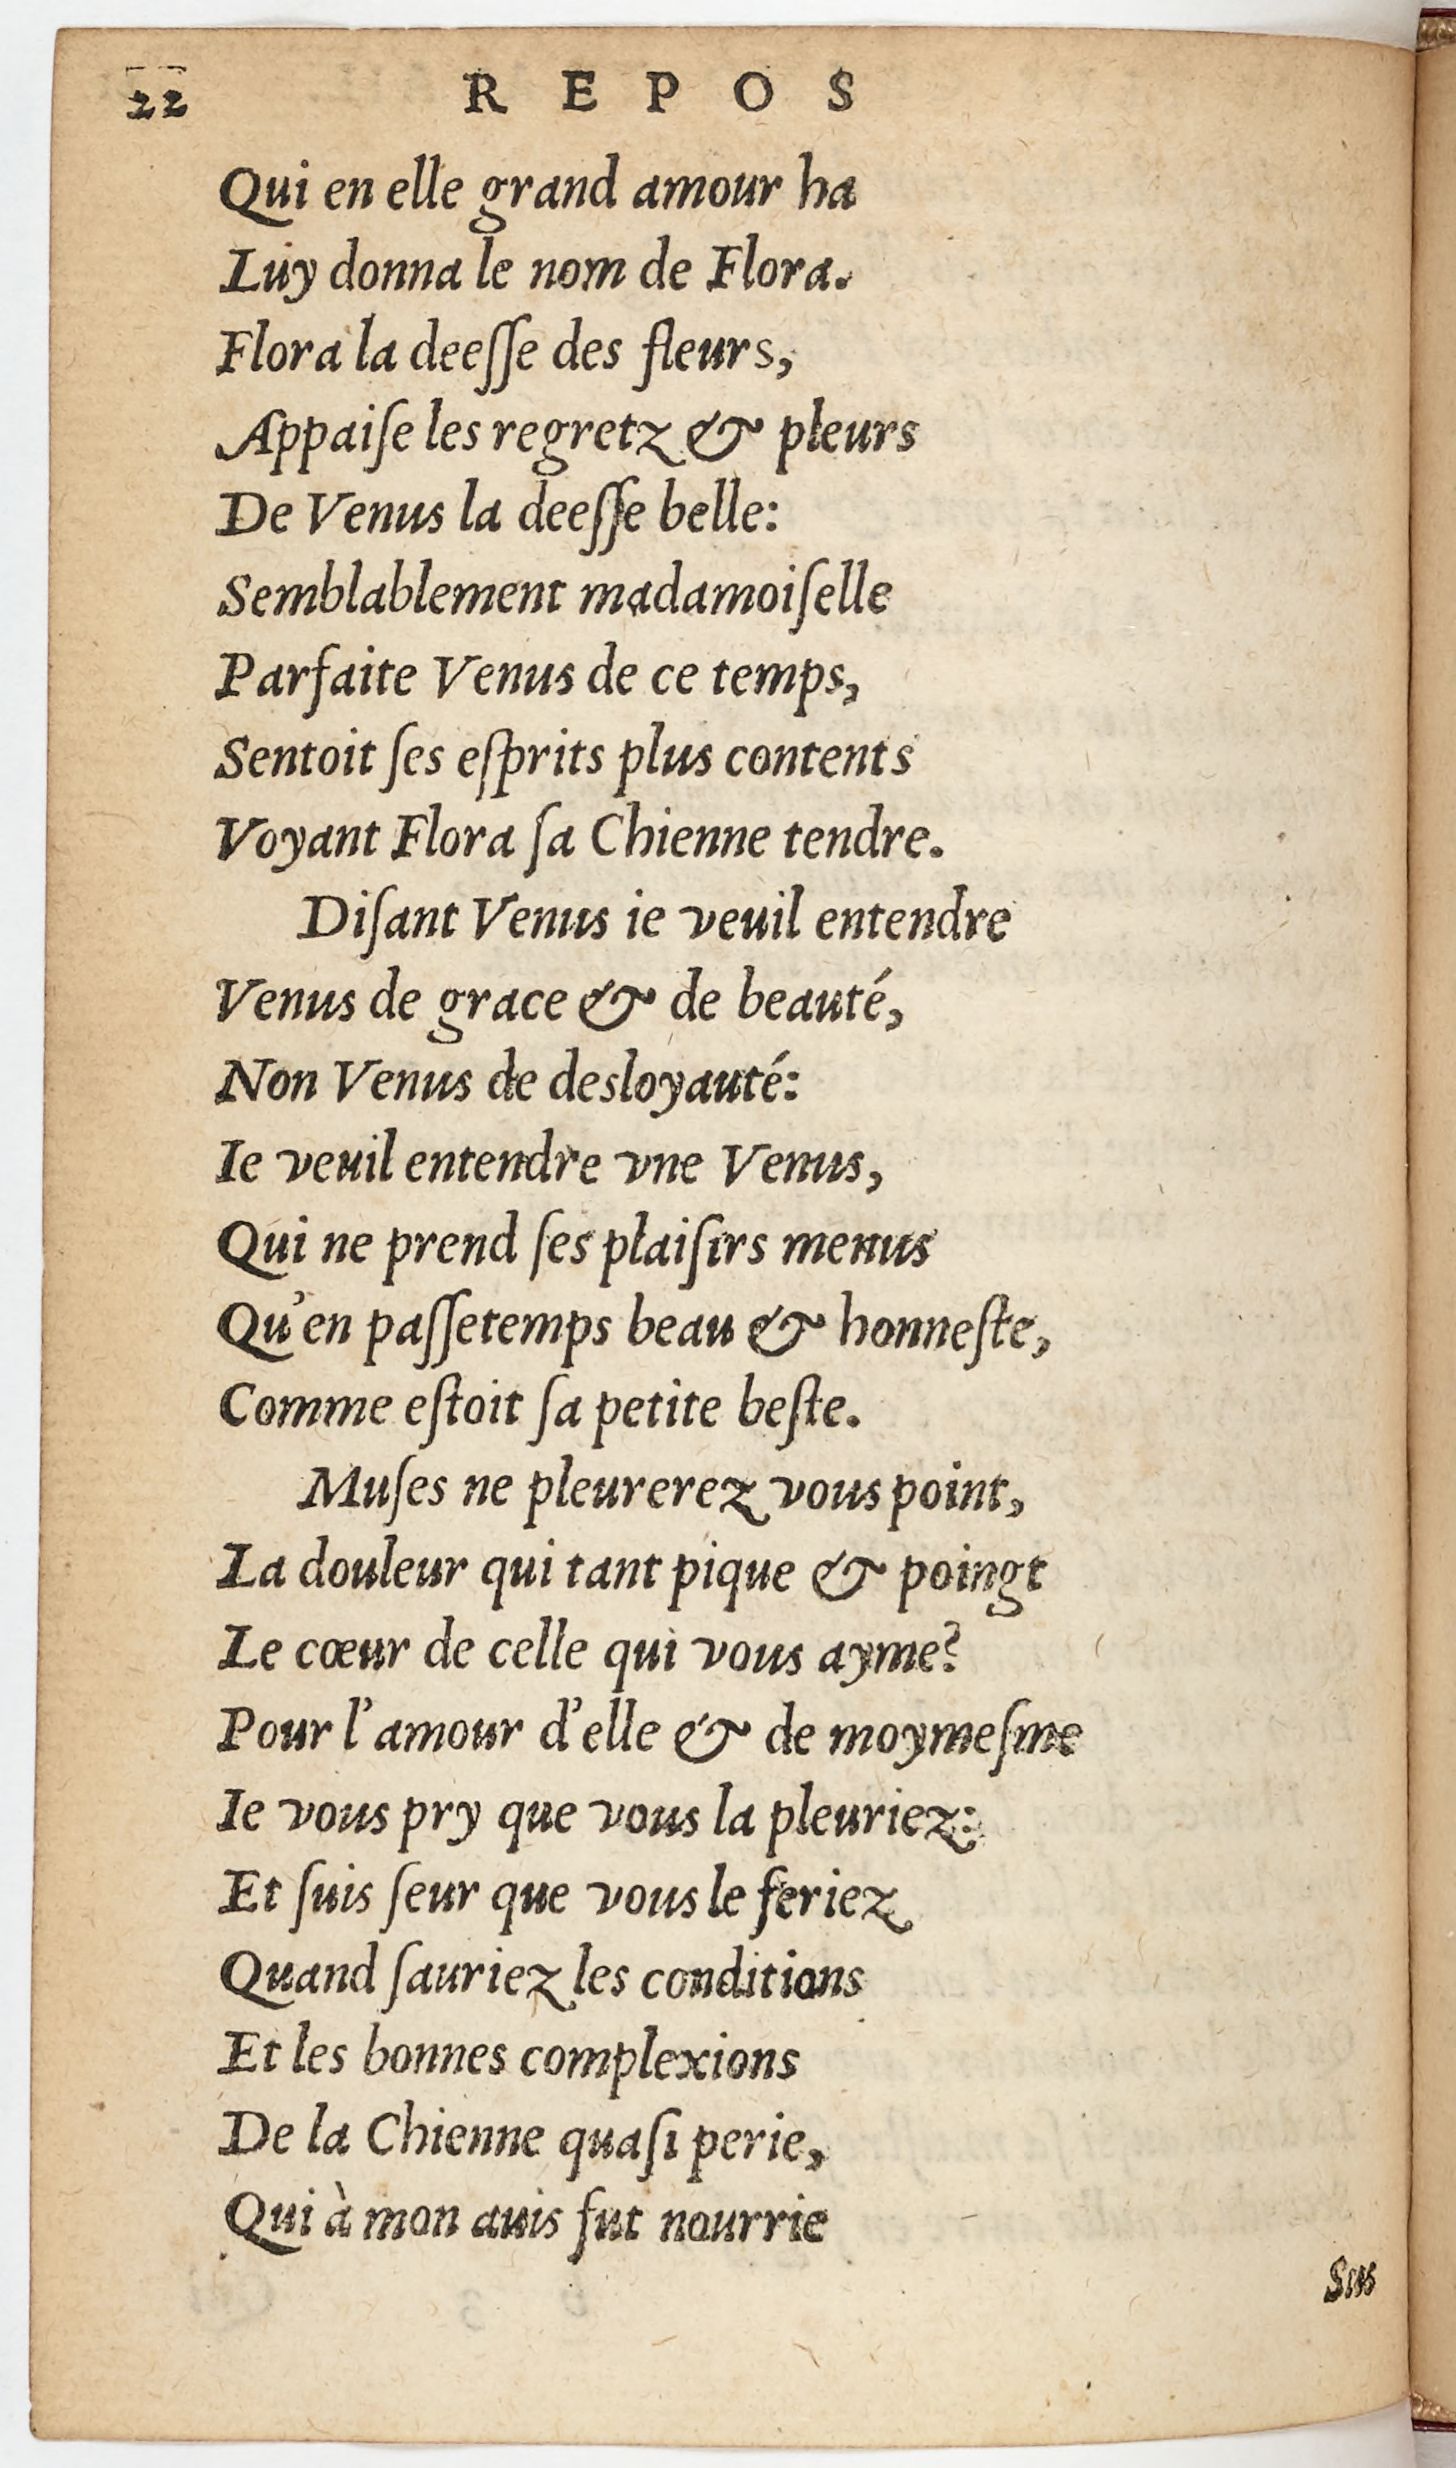 22 REPOS
Qui en elle grand amour ha
Luy donna le nom de Flora.
Flora la deeſſe des fleurs,
Appaiſe les regretz & pleurs
De Venus la deeſſe belle:
Semblablement madamoiſelle
Parfaite Venus de ce temps,
Sentoit ſes eſprits plus contents
Voyant Flora ſa Chienne tendre.
Diſant Venus ie veuil entendre
Venus de grace & de beauté,
Non Venus de desloyauté:
Ie veuil entendre vne Venus,
Qui ne prend ſes plaiſirs menus
Qu'en paſſetemps beau & honneſte,
Comme eſtoit ſa petite beſte.
Muſes ne pleurerez vous point,
La douleur qui tant pique & poingt
Le cœur de celle qui vous ayme?
Pour l'amour d'elle & de moymeſme
Ie vous pry que vous la pleuriez:
Et ſuis ſeur que vous le feriez
Quand ſauriez les conditions
Et les bonnes complexions
De la Chienne quaſi perie,
Qui à mon auis fut nourrie
Sus